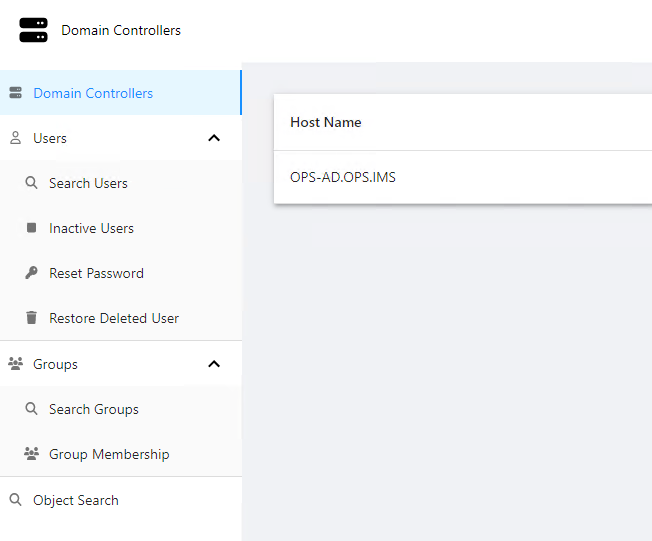 Domain Controllers
Domain Controllers
Users
Search Users
Inactive Users
Reset Password
Restore Deleted User
Groups
Search Groups
Group Membership
Object Search
Host Name
OPS-AD.OPS.IMS